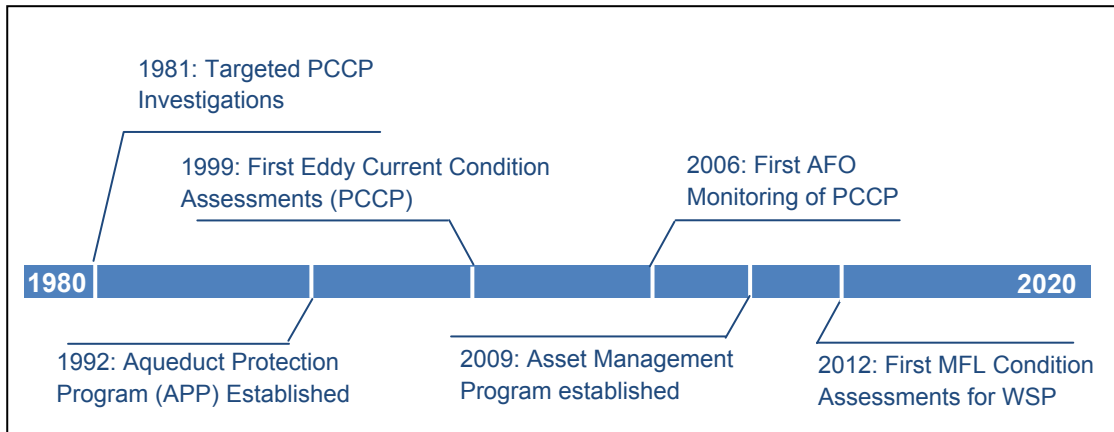 1981: Targeted PCCP
Investigations
1999: First Eddy Current Condition
Assessments (PCCP)
2006: First AFO
Monitoring of PCCP
1980
2020
1992: Aqueduct Protection
Program (APP) Established
2009: Asset Management
Program established
2012: First MFL Condition
Assessments for WSP